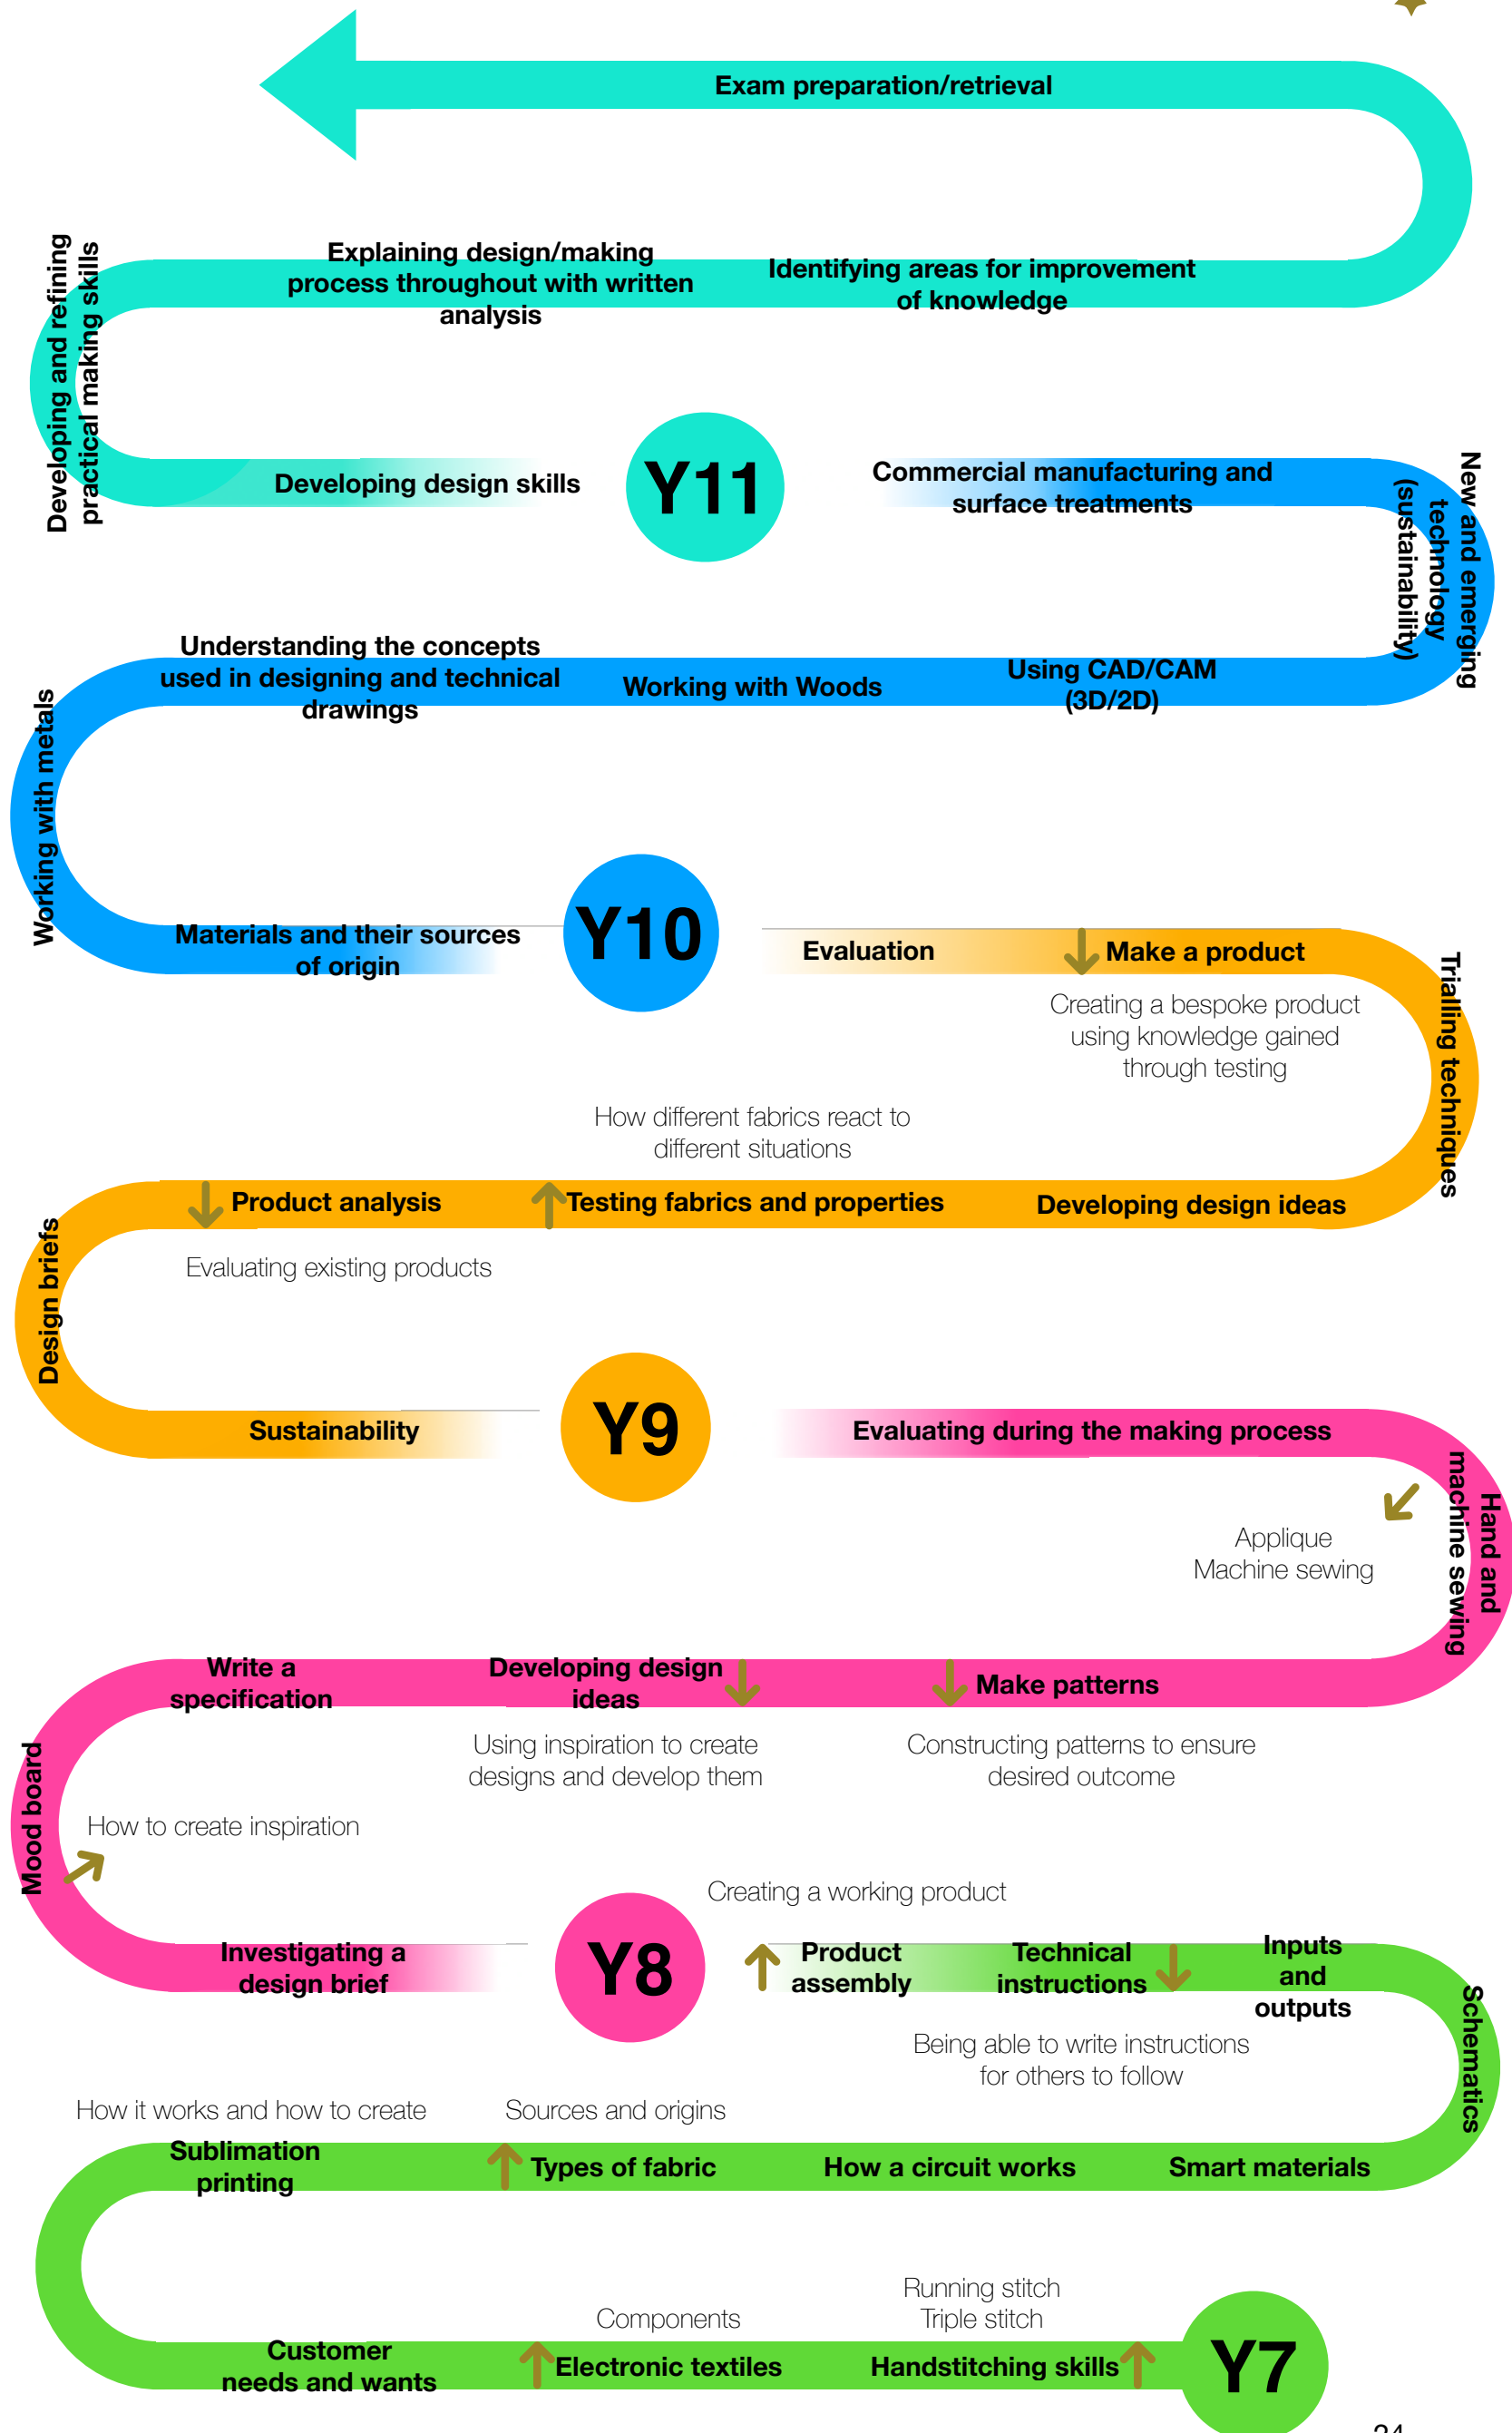 Exam preparation/retrieval
Developing and refining
practical making skills
Explaining design/making
process throughout with written
analysis
Identifying areas for improvement
of knowledge
Developing design skills
Y11
Commercial manufacturing and
surface treatments
New and emerging
technology
(sustainability)
Understanding the concepts
used in designing and technical
drawings
Working with Woods
Using CAD/CAM
(3D/2D)
Working with metals
Materials and their sources
of origin
Y10
Evaluation
Make a product
Creating a bespoke product
using knowledge gained
through testing
Trialling techniques
How different fabrics react to
different situations
Product analysis
Testing fabrics and properties
Developing design ideas
Evaluating existing products
Design briefs
Sustainability
Y9
Evaluating during the making process
Hand and
machine sewing
Applique
Machine sewing
Write a
specification
Developing design
ideas
Make patterns
Using inspiration to create
designs and develop them
Constructing patterns to ensure
desired outcome
Mood board
How to create inspiration
Creating a working product
Investigating a
design brief
Y8
Product
assembly
Technical
instructions
Inputs
and
outputs
Being able to write instructions
for others to follow
Schematics
How it works and how to create
Sources and origins
Sublimation
printing
Types of fabric
How a circuit works
Smart materials
Running stitch
Triple stitch
Components
Customer
needs and wants
Electronic textiles
Handstitching skills
Y7